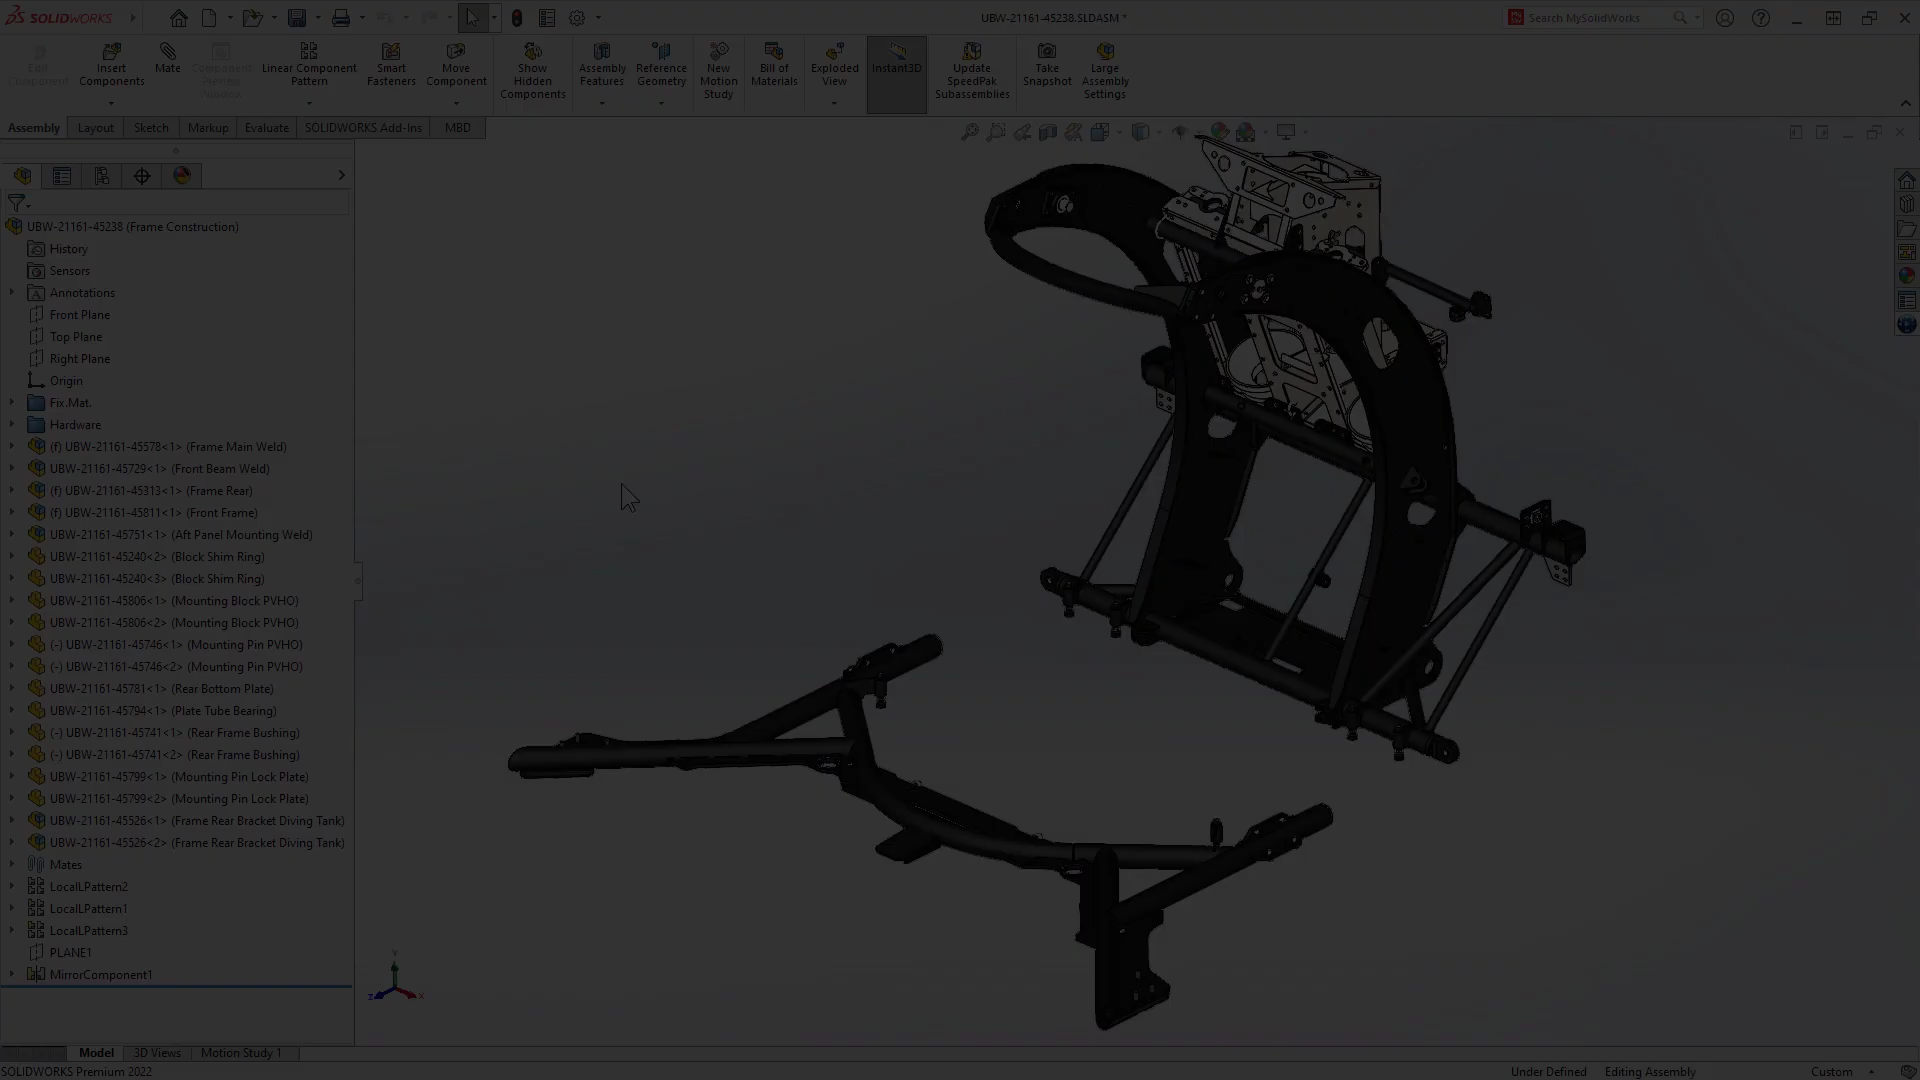 SOLIDWORKS
UBW-21161-45238.SLDASM *
Search MySolidWorks
Edit
Component
Insert
Components
Mate
Component
Preview
Window
Linear Component
Pattern
Smart
Fasteners
Move
Component
Show
Hidden
Components
Assembly
Features
Reference
Geometry
New
Motion
Study
Bill of
Materials
Exploded
View
Instant3D
Update
SpeedPak
Subassemblies
Take
Snapshot
Large
Assembly
Settings
Assembly
Layout
Sketch
Markup
Evaluate
SOLIDWORKS Add-Ins
MBD
UBW-21161-45238 (Frame Construction)
History
Sensors
Annotations
Front Plane
Top Plane
Right Plane
Origin
Fix.Mat.
Hardware
(f) UBW-21161-45578<1> (Frame Main Weld)
UBW-21161-45729<1> (Front Beam Weld)
(f) UBW-21161-45313<1> (Frame Rear)
(f) UBW-21161-45811<1> (Front Frame)
UBW-21161-45751<1> (Aft Panel Mounting Weld)
UBW-21161-45240<2> (Block Shim Ring)
UBW-21161-45240<3> (Block Shim Ring)
UBW-21161-45806<1> (Mounting Block PVHO)
UBW-21161-45806<2> (Mounting Block PVHO)
(-) UBW-21161-45746<1> (Mounting Pin PVHO)
(-) UBW-21161-45746<2> (Mounting Pin PVHO)
UBW-21161-45781<1> (Rear Bottom Plate)
UBW-21161-45794<1> (Plate Tube Bearing)
(-) UBW-21161-45741<1> (Rear Frame Bushing)
(-) UBW-21161-45741<2> (Rear Frame Bushing)
UBW-21161-45799<1> (Mounting Pin Lock Plate)
UBW-21161-45799<2> (Mounting Pin Lock Plate)
UBW-21161-45526<1> (Frame Rear Bracket Diving Tank)
UBW-21161-45526<2> (Frame Rear Bracket Diving Tank)
Mates
LocalLPattern2
LocalLPattern1
LocalLPattern3
PLANE1
MirrorComponent1
Y
Z
X
Model
3D Views
Motion Study 1
SOLIDWORKS Premium 2022
Under Defined
Editing Assembly
Custom